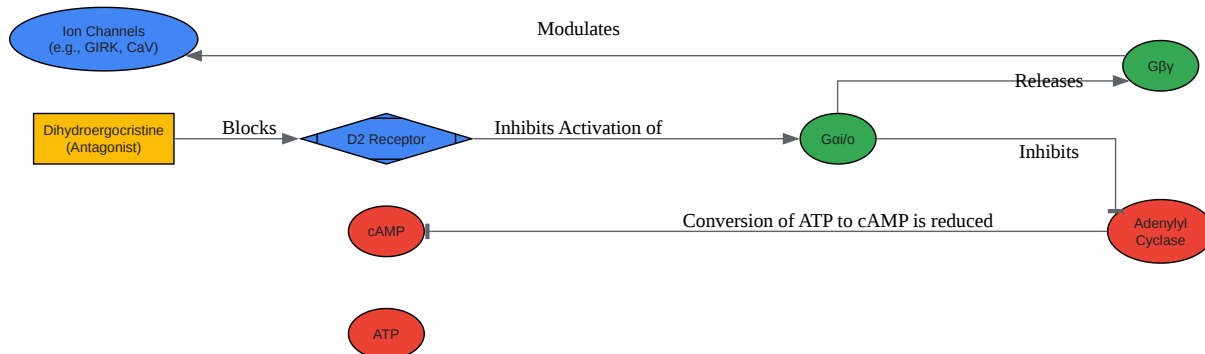 Ion Channels
(e.g., GIRK, CaV)
Modulates
Gβγ
Releases
Dihydroergocristine
(Antagonist)
Blocks
D2 Receptor
Inhibits Activation of
Gαi/o
Inhibits
cAMP
Conversion of ATP to cAMP is reduced
Adenylyl
Cyclase
ATP